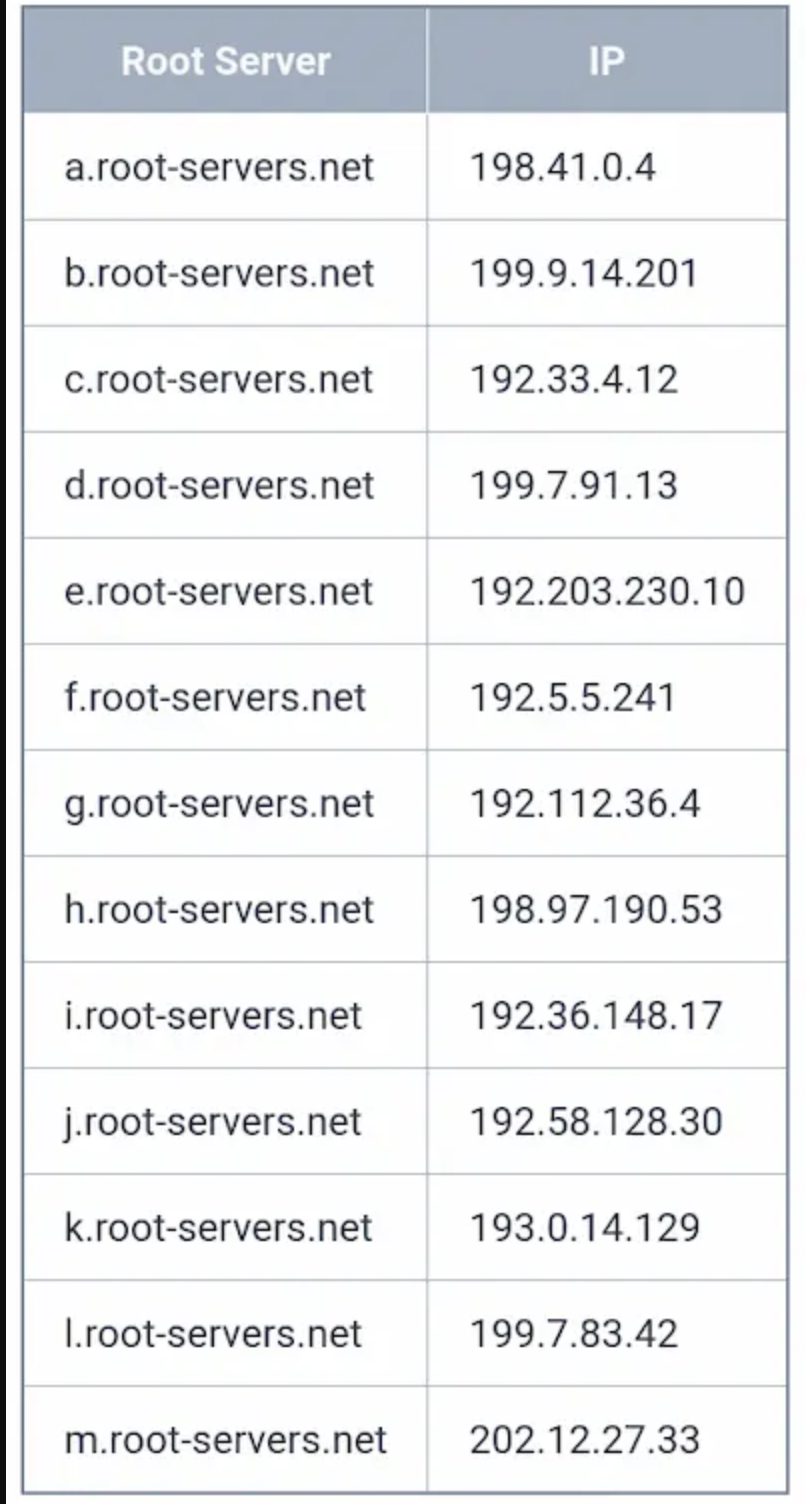 Root Server IP
a.root-servers.net 198.41.0.4
b.root-servers.net 199.9.14.201
c.root-servers.net 192.33.4.12
d.root-servers.net 199.7.91.13
e.root-servers.net 192.203.230.10
f.root-servers.net 192.5.5.241
g.root-servers.net 192.112.36.4
h.root-servers.net 198.97.190.53
i.root-servers.net 192.36.148.17
j.root-servers.net 192.58.128.30
k.root-servers.net 193.0.14.129
l.root-servers.net 199.7.83.42
m.root-servers.net 202.12.27.33